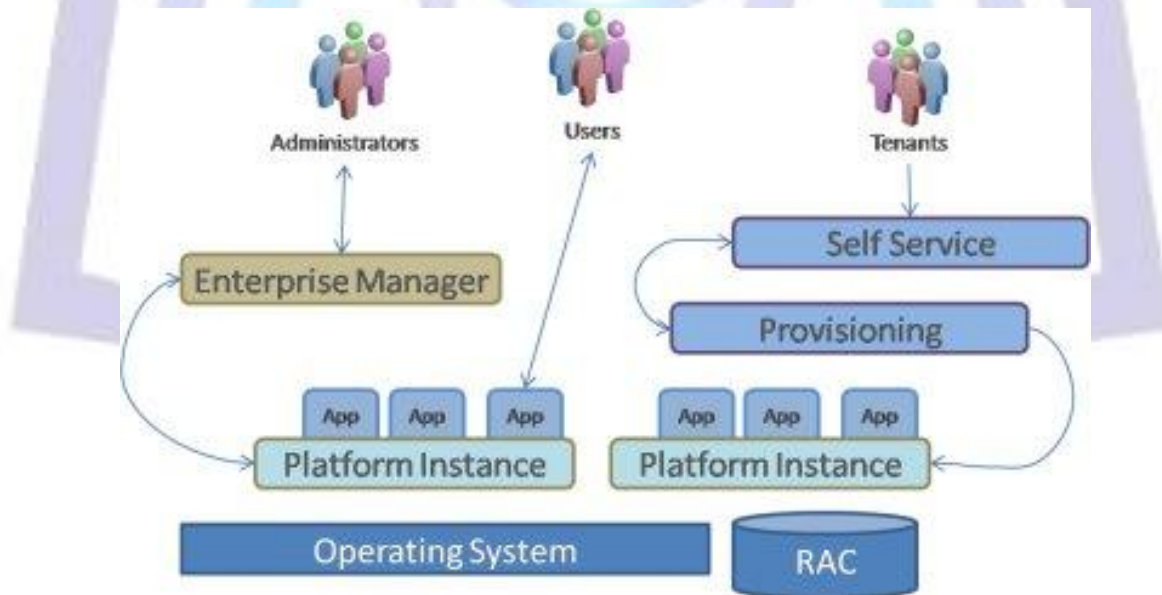 Administrators
Users
Tenants
Self Service
Enterprise Manager
Provisioning
App App App App App App
Platform Instance Platform Instance
Operating System
RAC